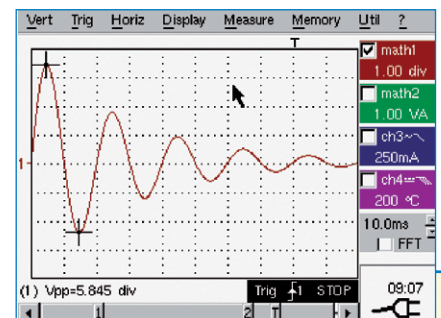 Vert Trig Horiz Display Measure Memory Util ?
T
math1
1.00 div
math2
1.00 VA
ch3~
250mA
ch4
200 °C
10.0ms
FFT
1-
(1) Vpp=5.845 div
Trig 1 STOP
09:07
1 2 T